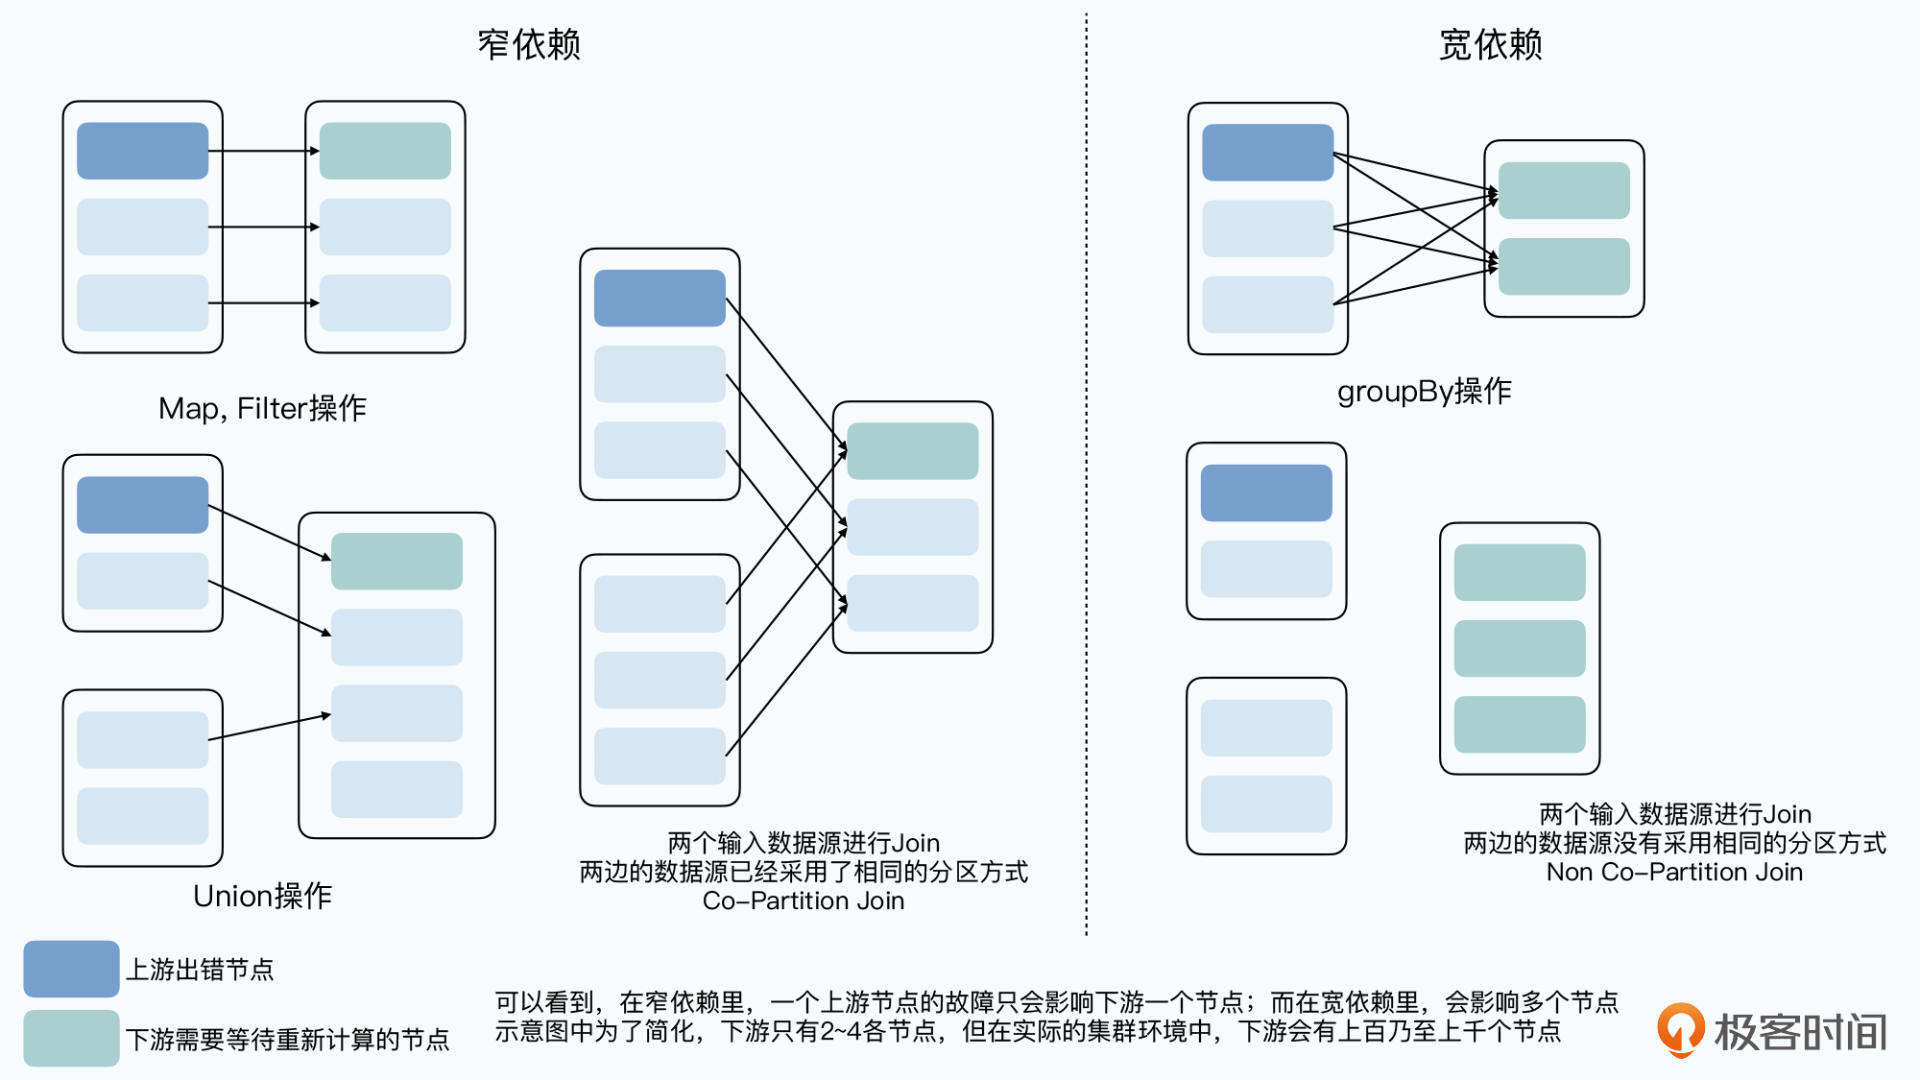 窄依赖
宽依赖
Map, Filter操作
groupBy操作
Union操作
两个输入数据源进行Join
两边的数据源已经采用了相同的分区方式
Co-Partition Join
两个输入数据源进行Join
两边的数据源没有采用相同的分区方式
Non Co-Partition Join
上游出错节点
下游需要等待重新计算的节点
可以看到，在窄依赖里，一个上游节点的故障只会影响下游一个节点；而在宽依赖里，会影响多个节点
示意图中为了简化，下游只有2~4各节点，但在实际的集群环境中，下游会有上百乃至上千个节点
极客时间